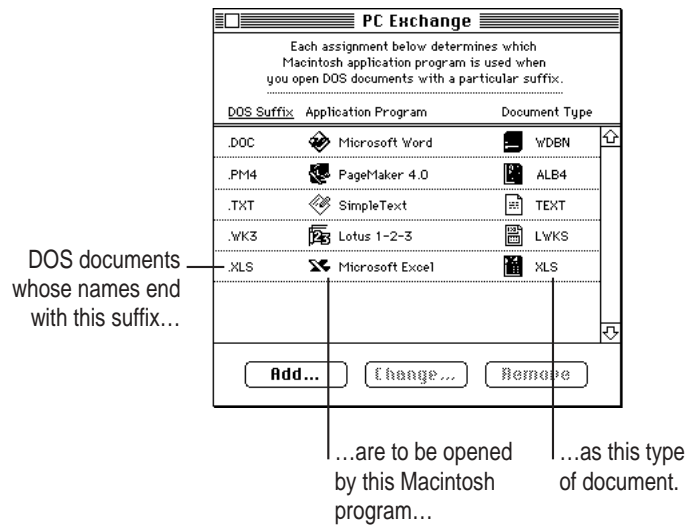 PC Exchange
Each assignment below determines which
Macintosh application program is used when
you open DOS documents with a particular suffix.
DOS Suffix Application Program Document Type
.DOC Microsoft Word WDBN
.PM4 PageMaker 4.0 ALB4
.TXT SimpleText TEXT
.WK3 Lotus 1-2-3 LWKS
.XLS Microsoft Excel XLS
DOS documents
whose names end
with this suffix…
Add... Change... Remove
…are to be opened
by this Macintosh
program…
…as this type
of document.